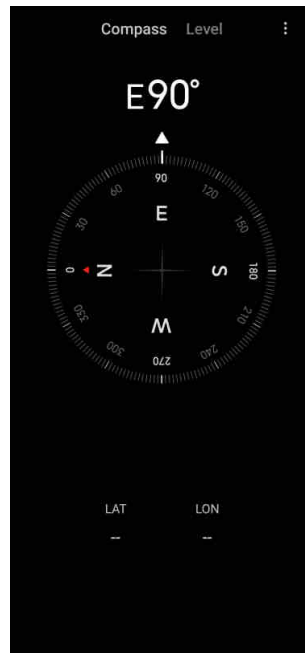 Compass Level
E90°
90
60 120
E
30 150
0 N S 180
W
330 210
300 240
270
LAT LON
-- --